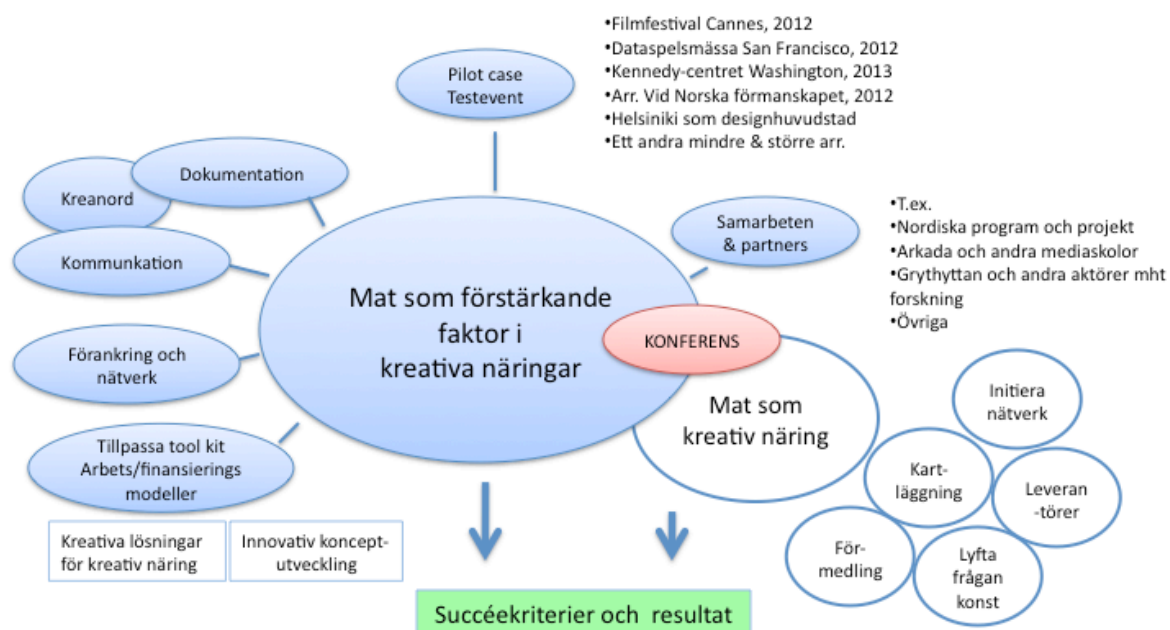 Pilot case
Testevent
•Filmfestival Cannes, 2012
•Dataspelsmässa San Francisco, 2012
•Kennedy-centret Washington, 2013
•Arr. Vid Norska förmanskapet, 2012
•Helsiniki som designhuvudstad
•Ett andra mindre & större arr.
Dokumentation
Kreanord
Kommunkation
Förankring och
nätverk
Tillpassa tool kit
Arbets/finansierings
modeller
Kreativa lösningar
för kreativ näring
Innovativ koncept-
utveckling
Mat som förstärkande
faktor i
kreativa näringar
Samarbeten
& partners
•T.ex.
•Nordiska program och projekt
•Arkada och andra mediaskolor
•Grythyttan och andra aktörer mht
forskning
•Övriga
KONFERENS
Mat som
kreativ näring
Initiera
nätverk
Kart-
läggning
Leveran
-törer
För-
medling
Lyfta
frågan
konst
Succéekriterier och resultat